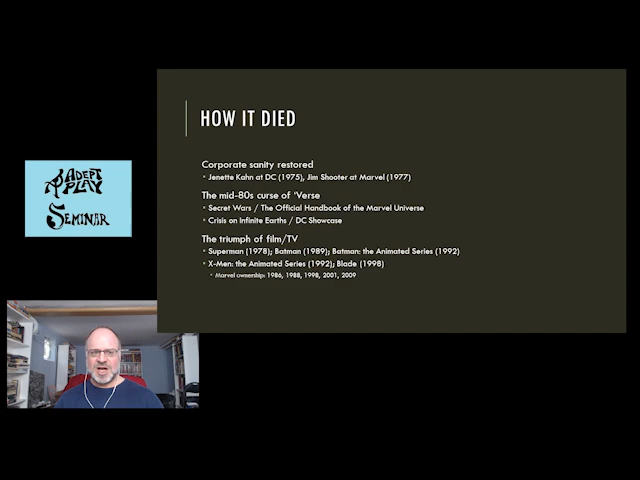 ADEPT
PLAY
SEMINAR
HOW IT DIED
Corporate sanity restored
• Jenette Kahn at DC (1975), Jim Shooter at Marvel (1977)
The mid-80s curse of 'Verse
• Secret Wars / The Official Handbook of the Marvel Universe
• Crisis on Infinite Earths / DC Showcase
The triumph of film/TV
• Superman (1978); Batman (1989); Batman: the Animated Series (1992)
• X-Men: the Animated Series (1992); Blade (1998)
• Marvel ownership: 1986, 1988, 1998, 2001, 2009